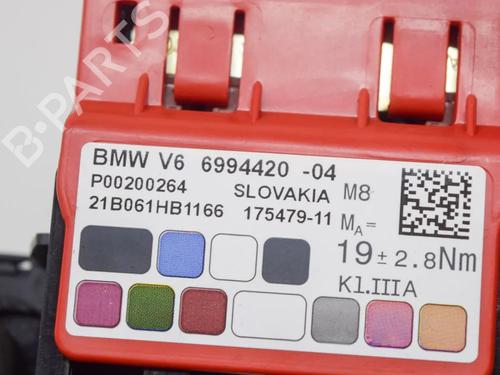 B-PARTS
BMW V6 6994420 -04
P00200264 SLOVAKIA M8
21B061HB1166 175479-11 MA=
19 ± 2.8Nm
Kl.IIIA